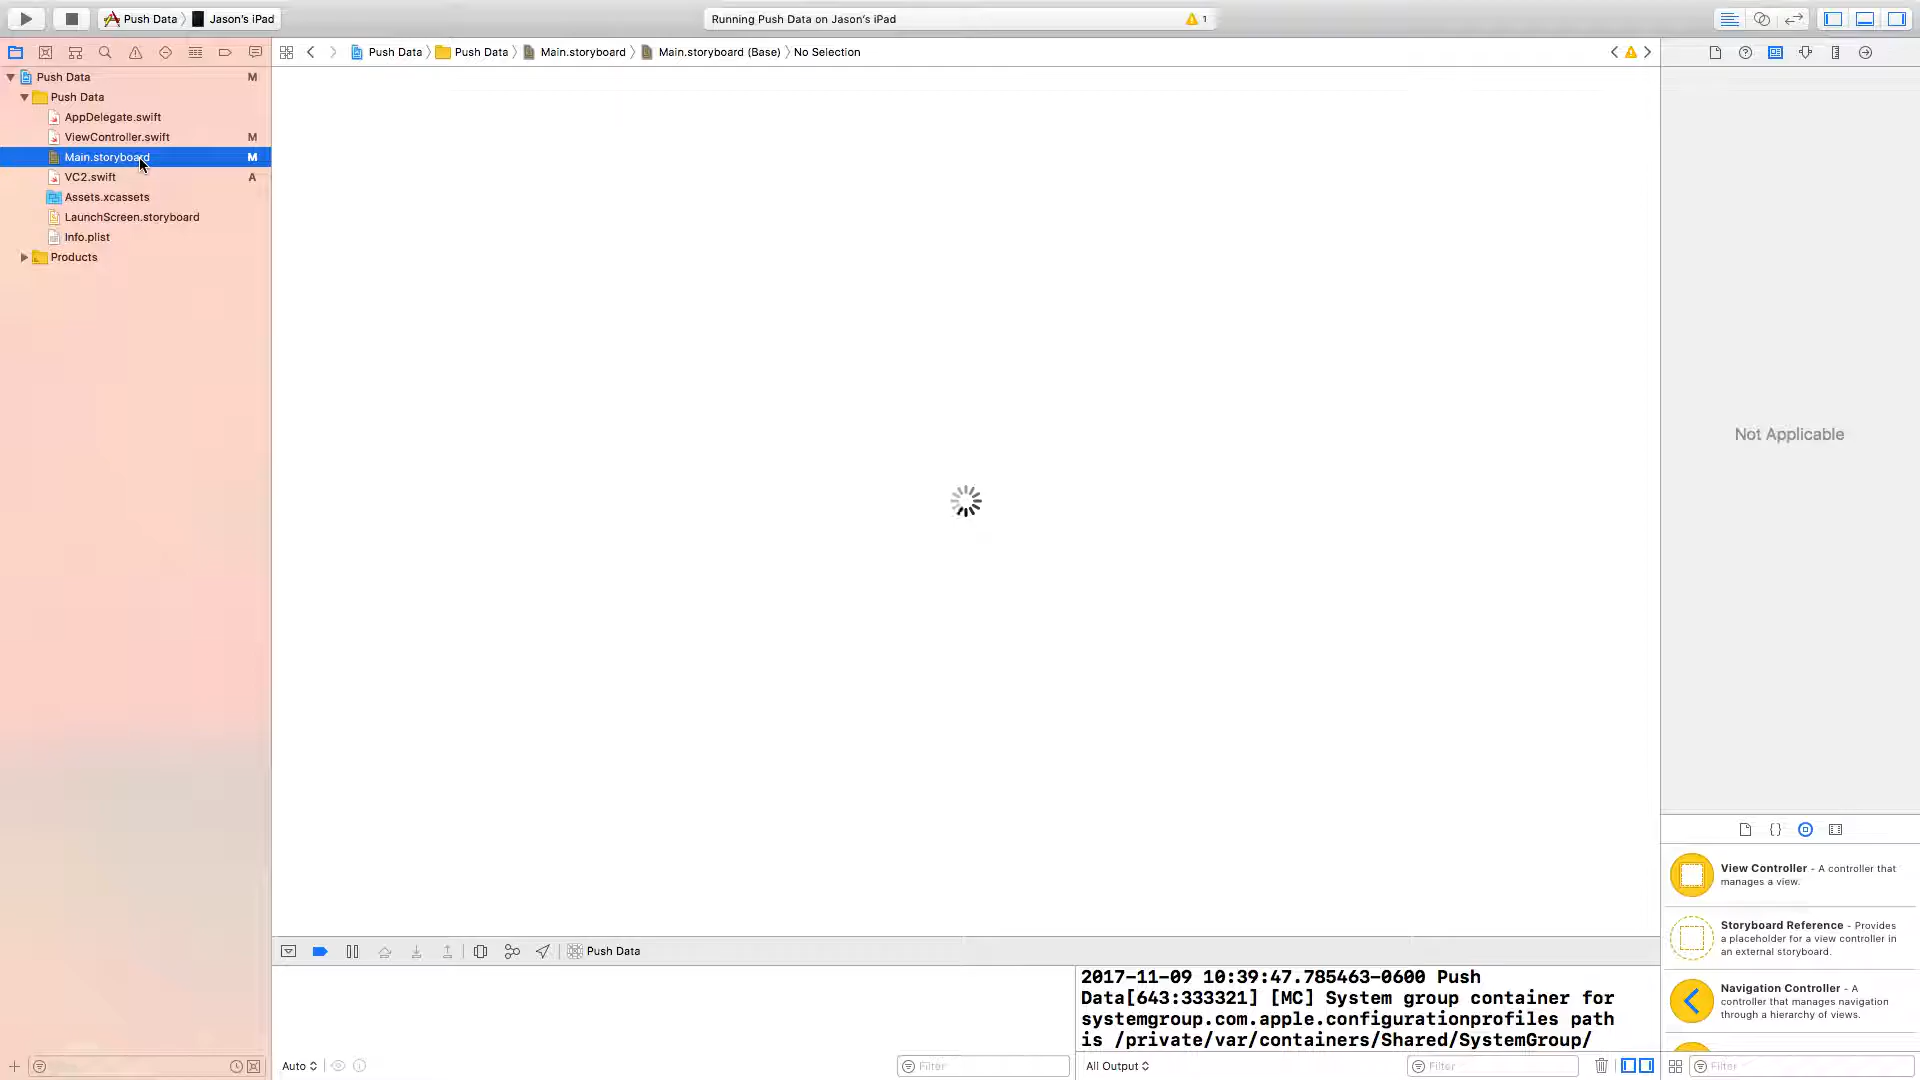 Push Data
Jason's iPad
Running Push Data on Jason's iPad
1
Push Data
Push Data
Main.storyboard
Main.storyboard (Base)
No Selection
Push Data
M
Push Data
AppDelegate.swift
ViewController.swift
M
Main.storyboard
M
VC2.swift
A
Assets.xcassets
LaunchScreen.storyboard
Info.plist
Products
Not Applicable
View Controller - A controller that
manages a view.
Storyboard Reference - Provides
a placeholder for a view controller in
an external storyboard.
Navigation Controller - A
controller that manages navigation
through a hierarchy of views.
Push Data
2017-11-09 10:39:47.785463-0600 Push
Data[643:333321] [MC] System group container for
systemgroup.com.apple.configurationprofiles path
is /private/var/containers/Shared/SystemGroup/
Auto
Filter
All Output
Filter
Filter